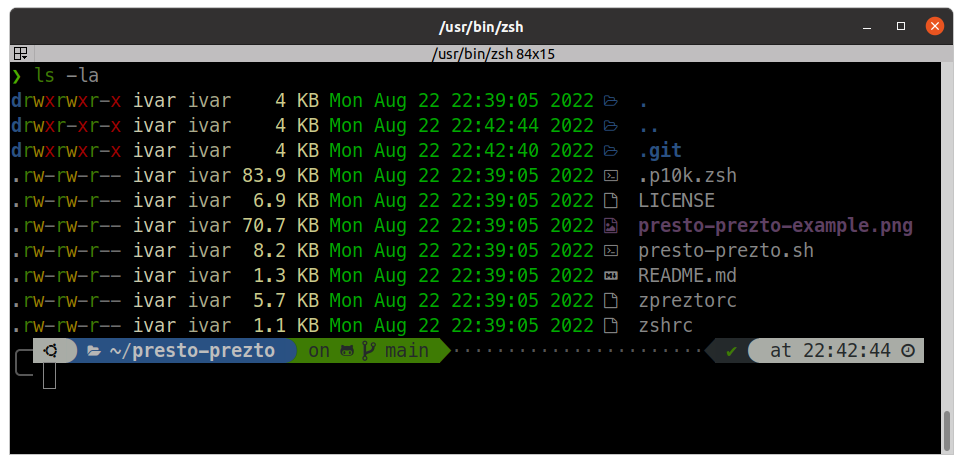 /usr/bin/zsh
/usr/bin/zsh 84x15
❯ ls -la
drwxrwxr-x ivar ivar    4 KB Mon Aug 22 22:39:05 2022 .
drwxr-xr-x ivar ivar    4 KB Mon Aug 22 22:42:44 2022 ..
drwxrwxr-x ivar ivar    4 KB Mon Aug 22 22:42:40 2022 .git
.rw-rw-r-- ivar ivar 83.9 KB Mon Aug 22 22:39:05 2022 .p10k.zsh
.rw-rw-r-- ivar ivar  6.9 KB Mon Aug 22 22:39:05 2022 LICENSE
.rw-rw-r-- ivar ivar 70.7 KB Mon Aug 22 22:39:05 2022 presto-prezto-example.png
.rw-rw-r-- ivar ivar  8.2 KB Mon Aug 22 22:39:05 2022 presto-prezto.sh
.rw-rw-r-- ivar ivar  1.3 KB Mon Aug 22 22:39:05 2022 README.md
.rw-rw-r-- ivar ivar  5.7 KB Mon Aug 22 22:39:05 2022 zpreztorc
.rw-rw-r-- ivar ivar  1.1 KB Mon Aug 22 22:39:05 2022 zshrc
~/presto-prezto on main ✔ at 22:42:44